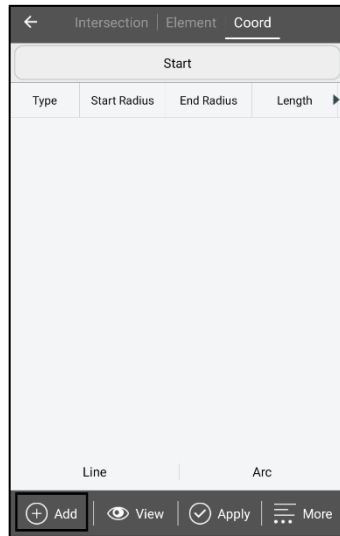 Intersection Element Coord
Start
Type Start Radius End Radius Length
Line Arc
Add View Apply More